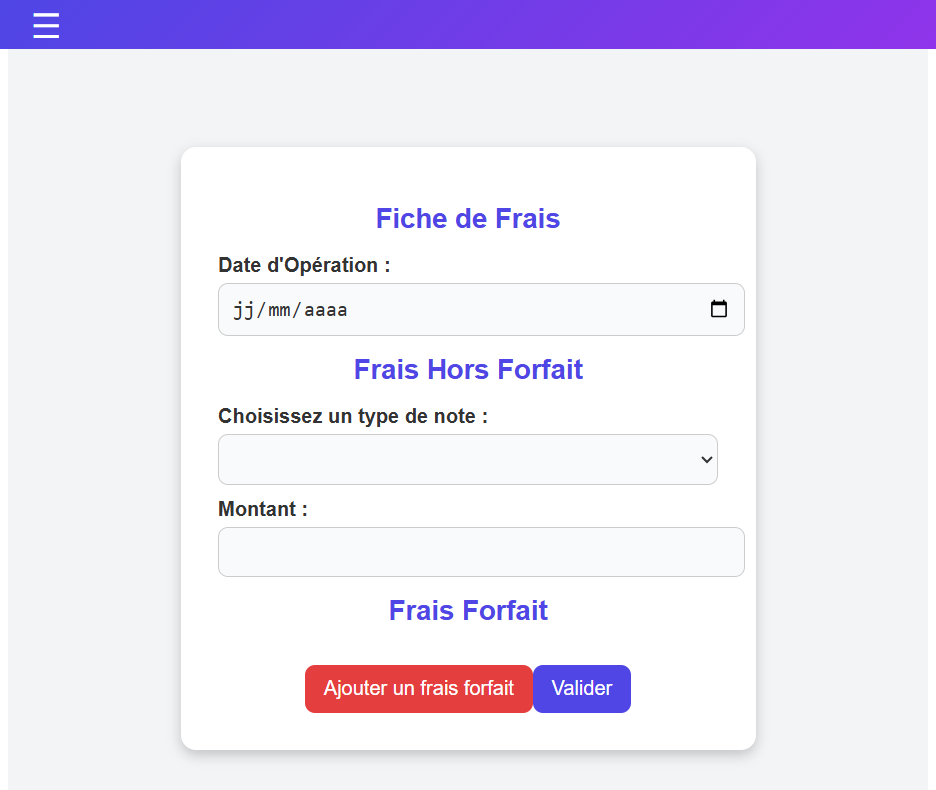 Fiche de Frais
Date d'Opération :
jj/mm/aaaa
Frais Hors Forfait
Choisissez un type de note :
Montant :
Frais Forfait
Ajouter un frais forfait Valider